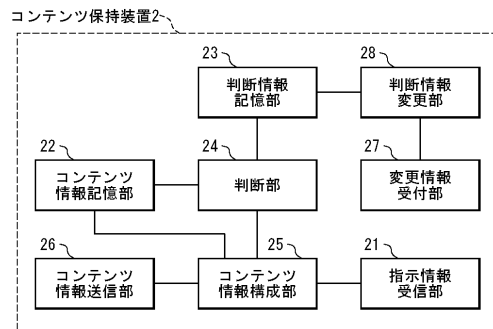 コンテンツ保持装置2
23
判断情報
記憶部
28
判断情報
変更部
22
コンテンツ
情報記憶部
24
判断部
27
変更情報
受付部
26
コンテンツ
情報送信部
25
コンテンツ
情報構成部
21
指示情報
受信部